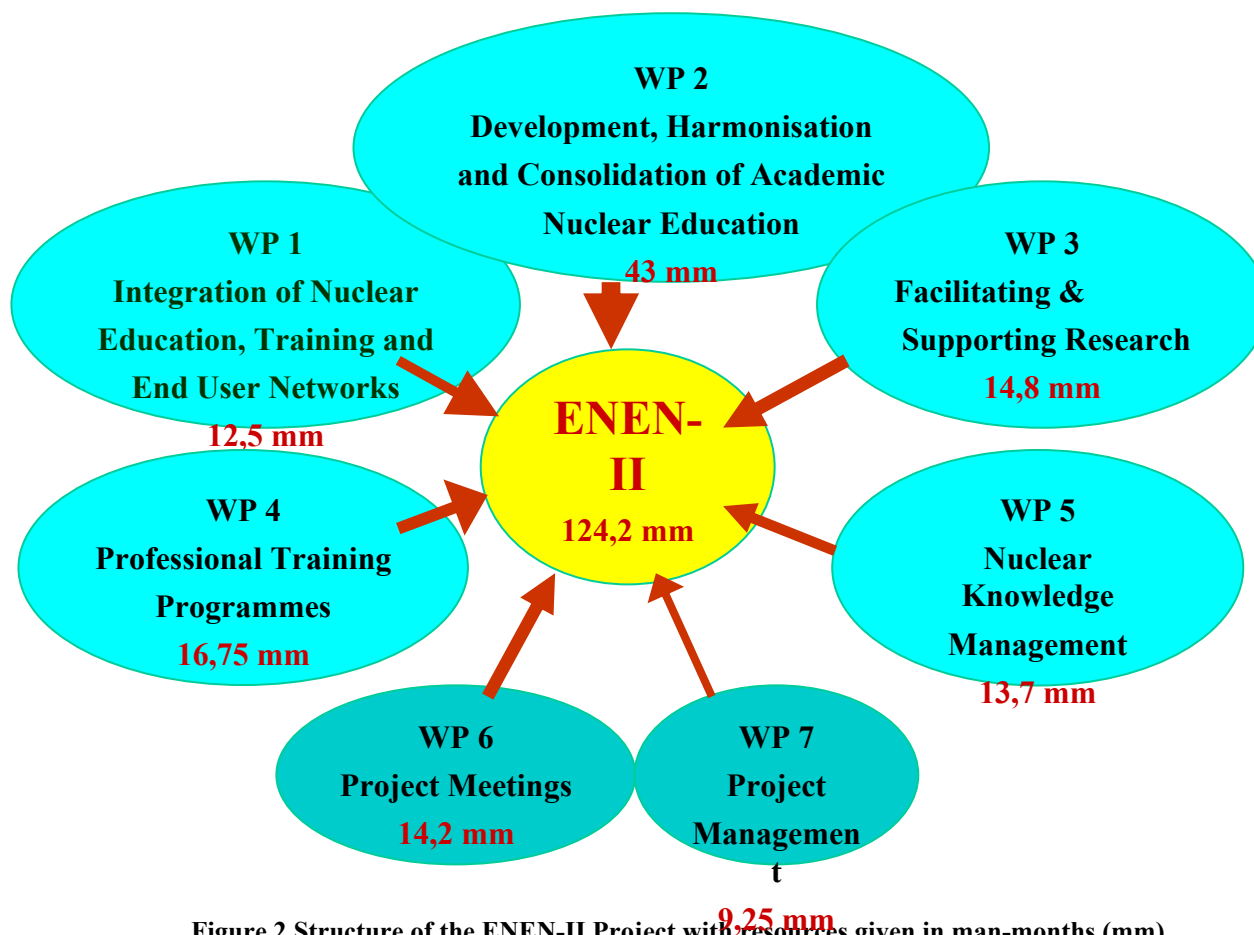 WP 2
Development, Harmonisation
and Consolidation of Academic
Nuclear Education
43 mm
WP 1
Integration of Nuclear
Education, Training and
End User Networks
12,5 mm
WP 3
Facilitating &
Supporting Research
14,8 mm
ENEN-
II
124,2 mm
WP 4
Professional Training
Programmes
16,75 mm
WP 5
Nuclear
Knowledge
Management
13,7 mm
WP 6
Project Meetings
14,2 mm
WP 7
Project
Managemen
t
9,25 mm
Figure 2 Structure of the ENEN-II Project with resources given in man-months (mm)